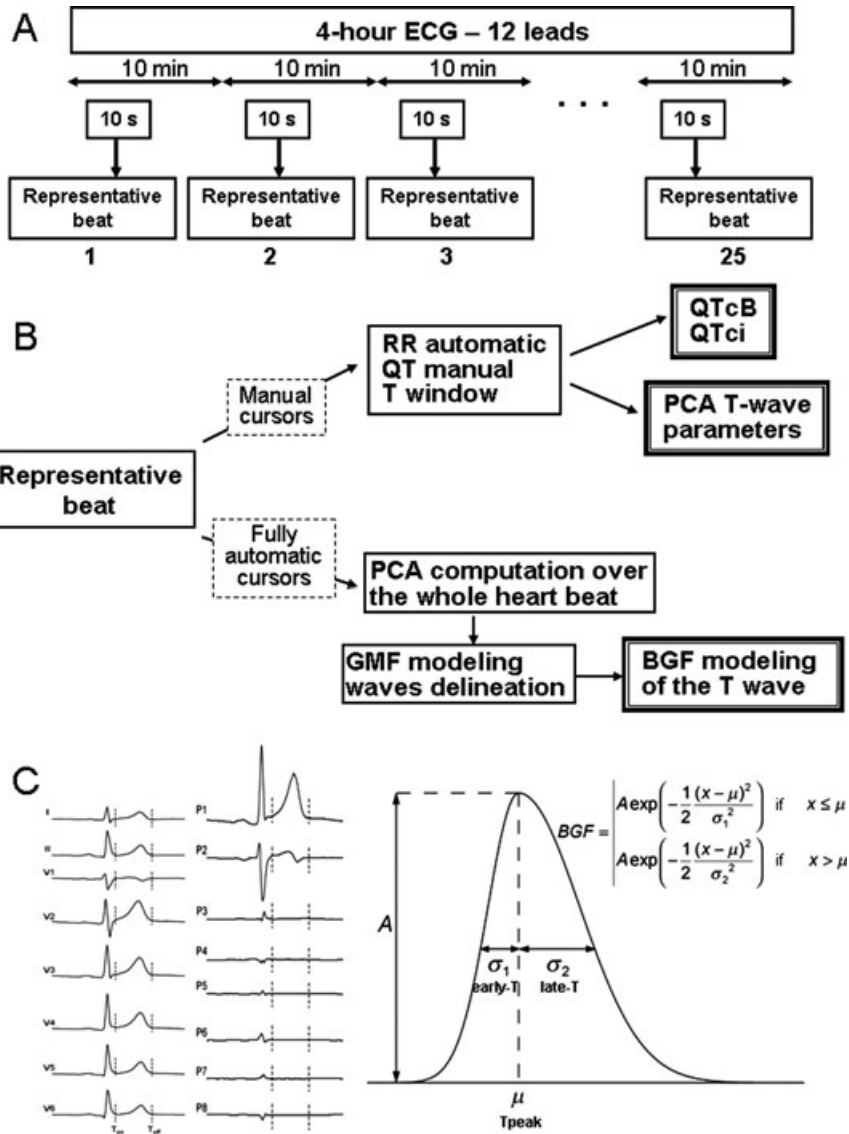 A
4-hour ECG – 12 leads
10 min 10 min 10 min 10 min
. . .
10 s 10 s 10 s 10 s
Representative beat
1
Representative beat
2
Representative beat
3
Representative beat
25
B
Representative
beat
Manual
cursors
RR automatic
QT manual
T window
QTcB
QTci
PCA T-wave
parameters
Fully
automatic
cursors
PCA computation over
the whole heart beat
GMF modeling
waves delineation
BGF modeling
of the T wave
C
I
II
V1
V2
V3
V4
V5
V6
T_on T_off
P1
P2
P3
P4
P5
P6
P7
P8
BGF = | A exp(-1/2 (x – μ)²/σ₁²) if x ≤ μ
A exp(-1/2 (x – μ)²/σ₂²) if x > μ
A
σ₁ σ₂
early-T late-T
μ
Tpeak